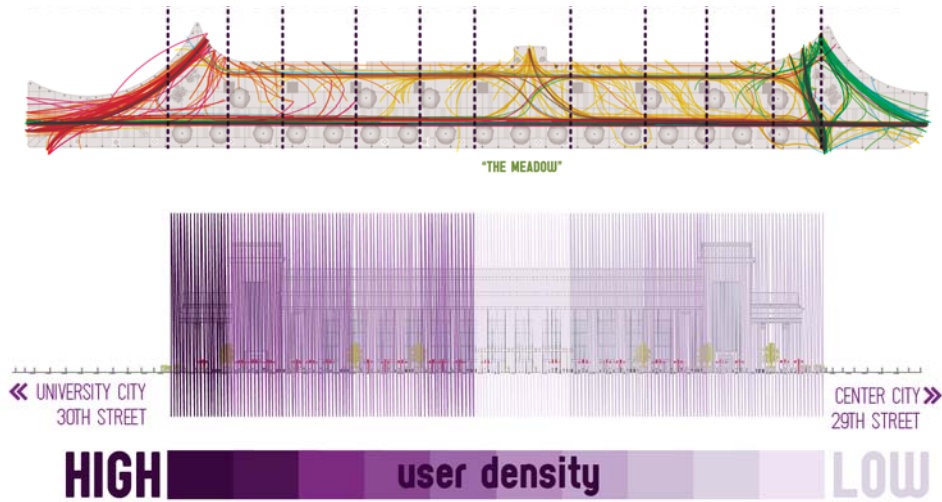 "THE MEADOW"
« UNIVERSITY CITY
30TH STREET
CENTER CITY »
29TH STREET
HIGH user density LOW